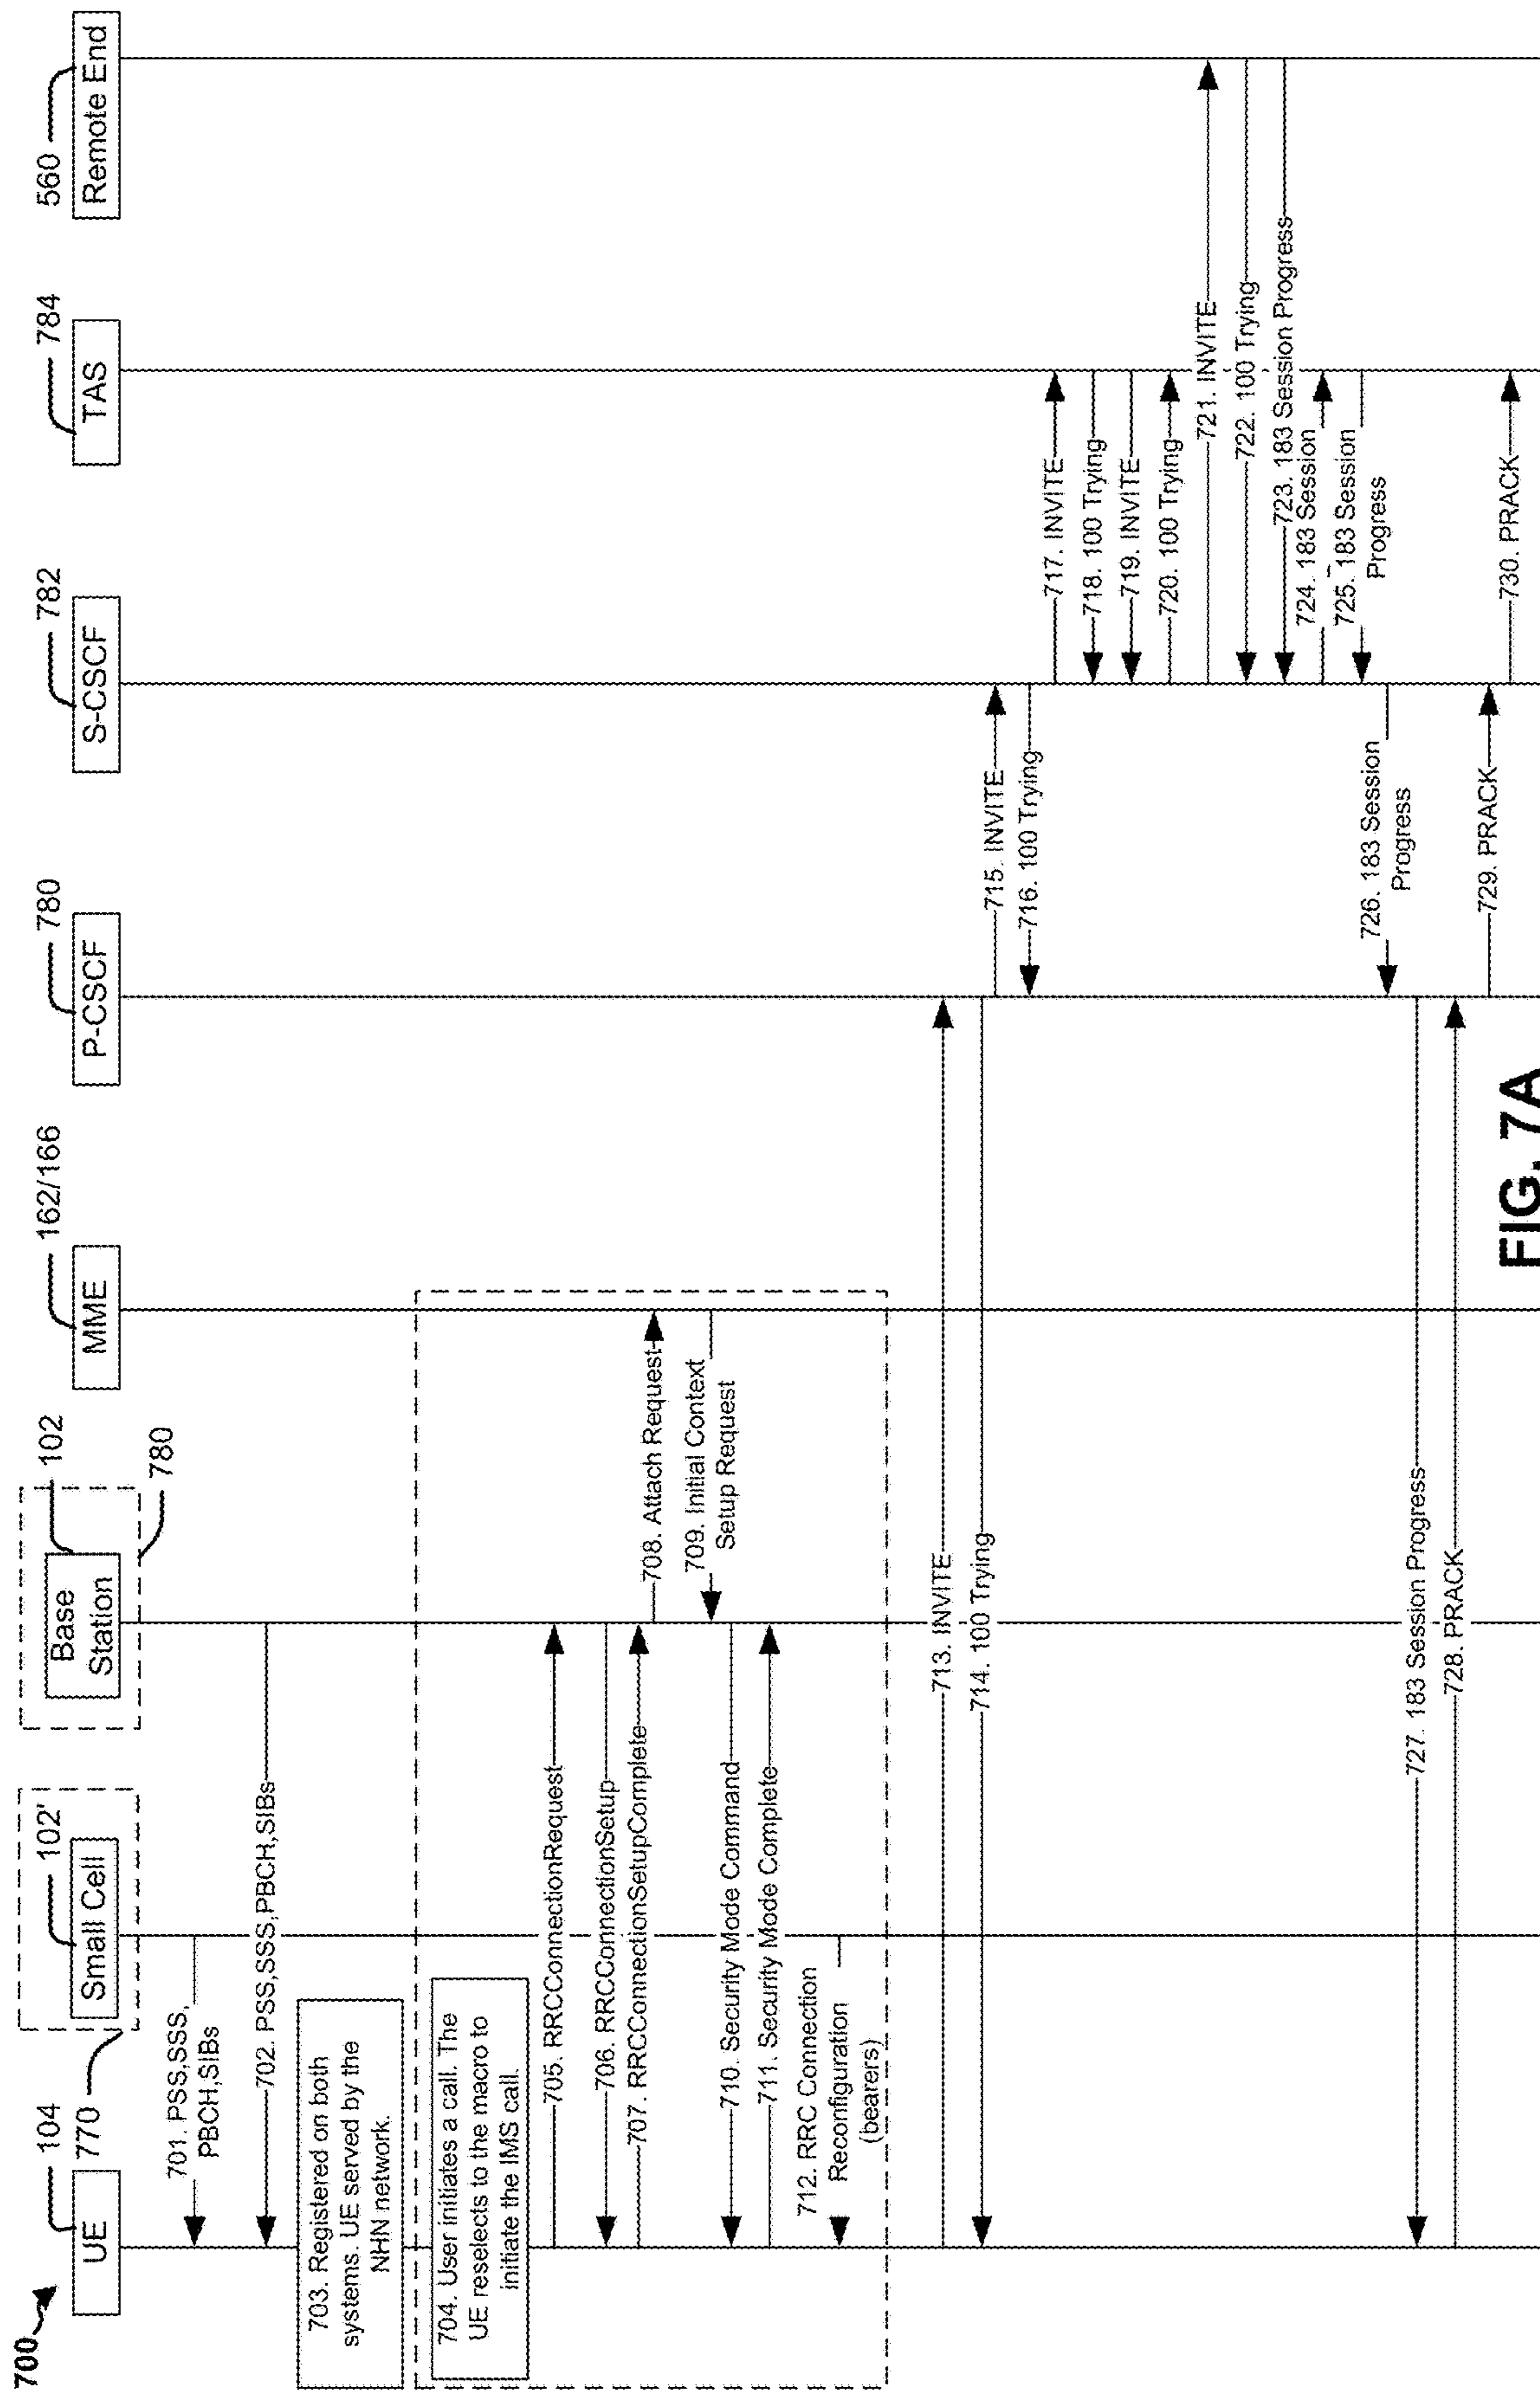 700
104
UE
770
102'
Small Cell
102
Base
Station
780
162/166
MME
780
P-CSCF
782
S-CSCF
784
TAS
560
Remote End
701. PSS,SSS,
PBCH,SIBs
702. PSS,SSS,PBCH,SIBs
703. Registered on both
systems. UE served by the
NHN network.
704. User initiates a call. The
UE reselects to the macro to
initiate the IMS call.
705. RRCConnectionRequest
706. RRCConnectionSetup
707. RRCConnectionSetupComplete
708. Attach Request
709. Initial Context
Setup Request
710. Security Mode Command
711. Security Mode Complete
712. RRC Connection
Reconfiguration
(bearers)
713. INVITE
714. 100 Trying
715. INVITE
716. 100 Trying
717. INVITE
718. 100 Trying
719. INVITE
720. 100 Trying
721. INVITE
722. 100 Trying
723. 183 Session Progress
724. 183 Session
725. 183 Session
Progress
726. 183 Session
Progress
727. 183 Session Progress
728. PRACK
729. PRACK
730. PRACK
FIG. 7A